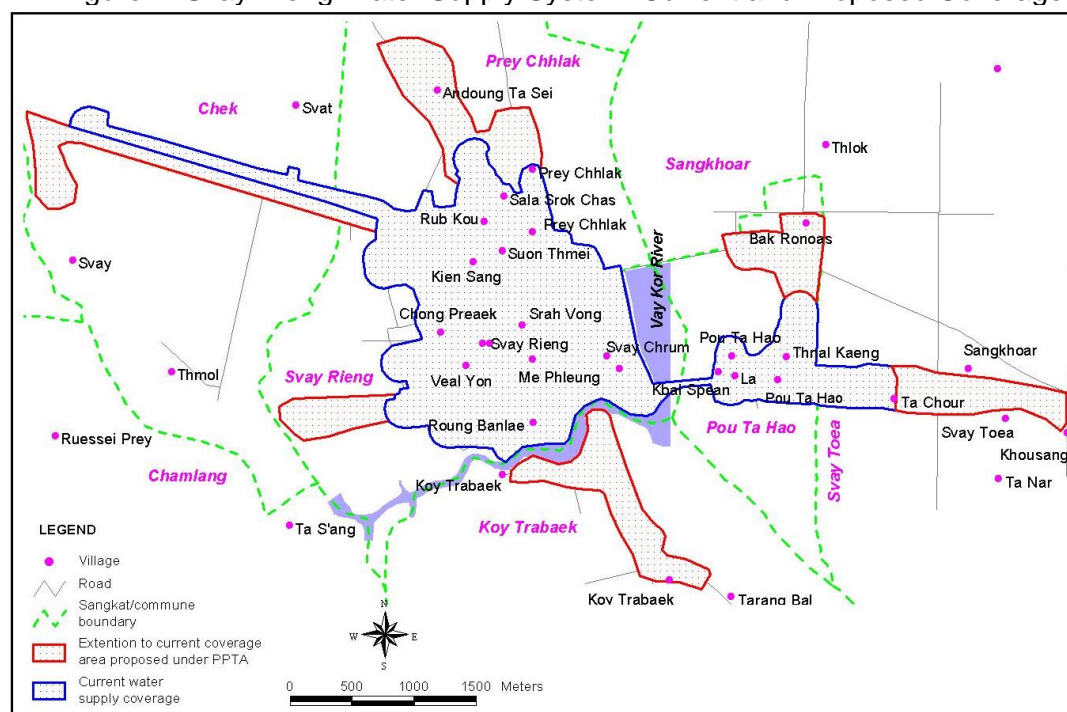 Svay Rieng Water Supply System Current and Proposed Coverage
Prey Chhlak
Andoung Ta Sei
Chek
Svat
Thlok
Sangkhoar
Prey Chhlak
Sala Srok Chas
Rub Kou
Prey Chhlak
Bak Ronoas
Suon Thmei
Vay Kor River
Svay
Kien Sang
Chong Preaek
Srah Vong
Svay Rieng
Svay Chrum
Pou Ta Hao
Thnal Kaeng
Sangkhoar
Thmol
Svay Rieng
Veal Yon
Me Phleung
Kbal Spean
La
Pou Ta Hao
Ta Chour
Roung Banlae
Pou Ta Hao
Svay Toea
Svay Toea
Ruessei Prey
Khousang
Chamlang
Koy Trabaek
Ta Nar
Ta S'ang
Koy Trabaek
Koy Trabaek
Tarang Bal
LEGEND
Village
Road
Sangkat/commune
boundary
Extention to current coverage
area proposed under PPTA
Current water
supply coverage
N
W E
S
0 500 1000 1500 Meters